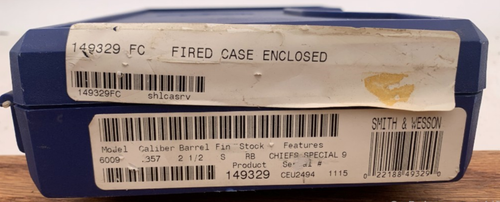 149329 FC FIRED CASE ENCLOSED
149329FC shlcasrv
SMITH & WESSON
Model Caliber Barrel Fin Stock Features
6009 .357 2 1/2 S RB CHIEFS SPECIAL 9
Product Serial #
149329 CEU2494 1115
0 22188 49329 0